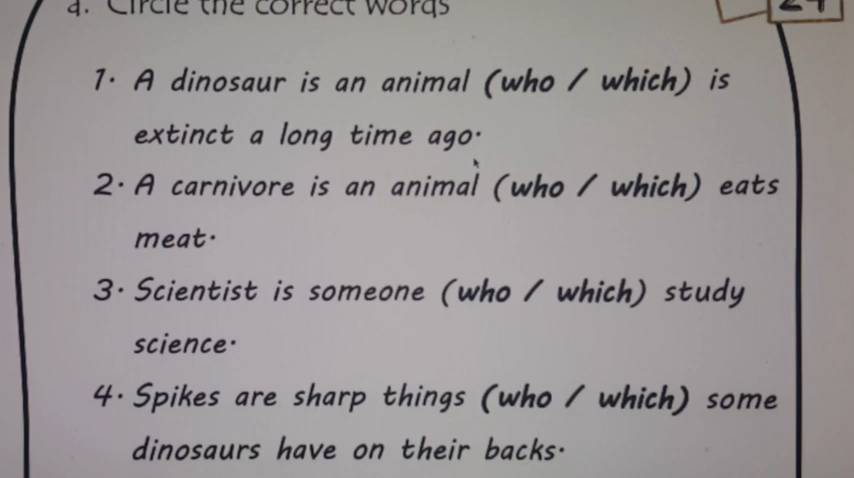 a. Circle the correct words
24
1. A dinosaur is an animal (who / which) is
extinct a long time ago.
2. A carnivore is an animal (who / which) eats
meat.
3. Scientist is someone (who / which) study
science.
4. Spikes are sharp things (who / which) some
dinosaurs have on their backs.